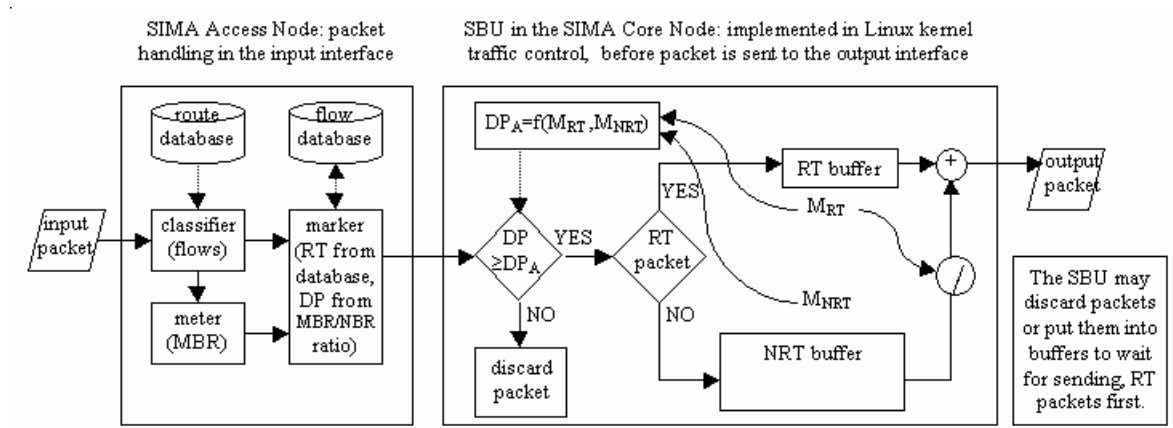 SIMA Access Node: packet
handling in the input interface
SBU in the SIMA Core Node: implemented in Linux kernel
traffic control, before packet is sent to the output interface
route
database
flow
database
input
packet
classifier
(flows)
meter
(MBR)
marker
(RT from
database,
DP from
MBR/NBR
ratio)
DPA=f(MRT,MNRT)
DP
≥DPA
YES
NO
discard
packet
RT
packet
YES
NO
RT buffer
MRT
MNRT
NRT buffer
+
output
packet
The SBU may
discard packets
or put them into
buffers to wait
for sending, RT
packets first.